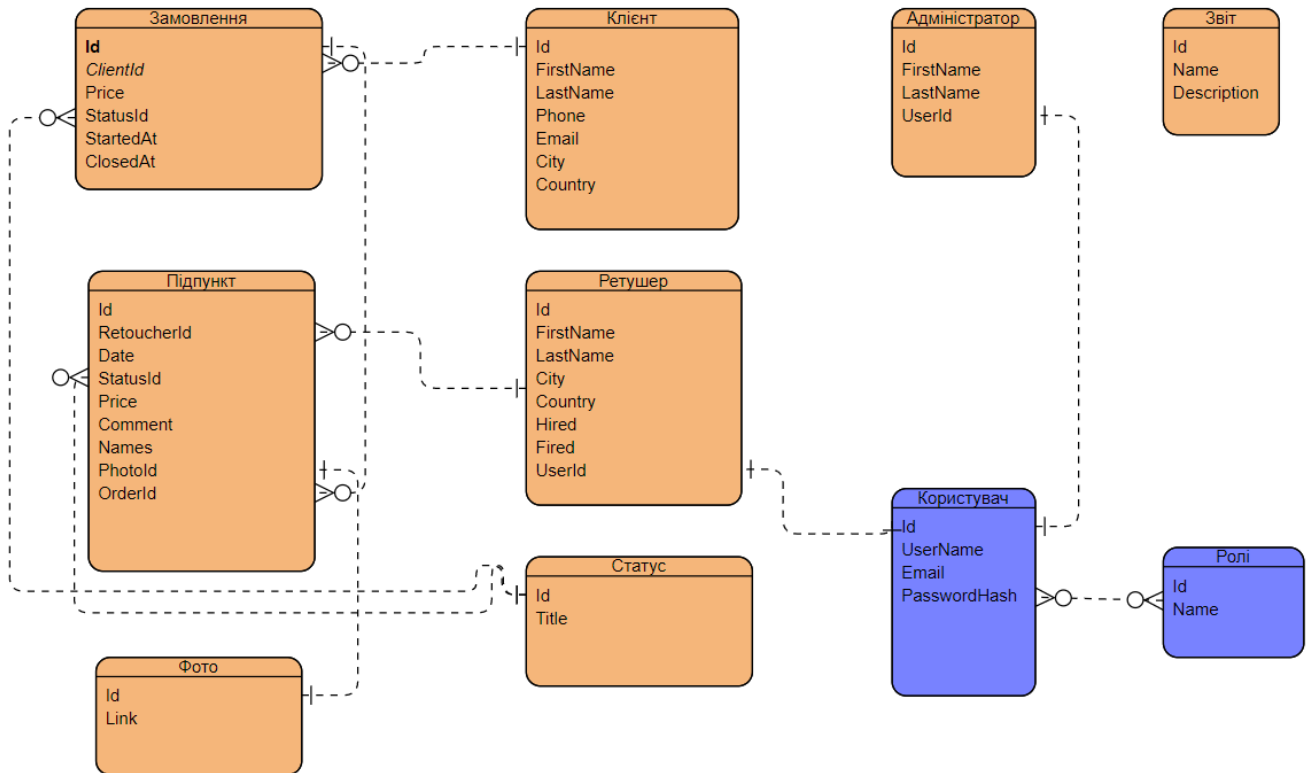 Замовлення
Id
ClientId
Price
StatusId
StartedAt
ClosedAt
Клієнт
Id
FirstName
LastName
Phone
Email
City
Country
Адміністратор
Id
FirstName
LastName
UserId
Звіт
Id
Name
Description
Підпункт
Id
RetoucherId
Date
StatusId
Price
Comment
Names
PhotoId
OrderId
Ретушер
Id
FirstName
LastName
City
Country
Hired
Fired
UserId
Користувач
Id
UserName
Email
PasswordHash
Ролі
Id
Name
Статус
Id
Title
Фото
Id
Link